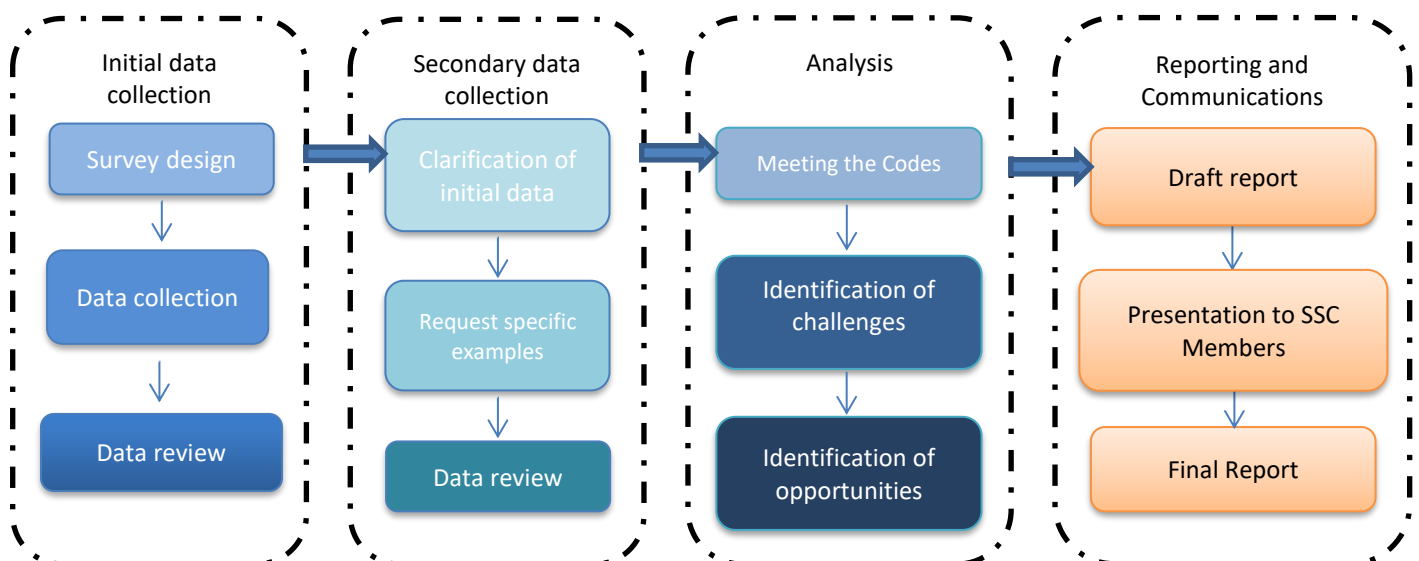 Initial data
collection
Survey design
Data collection
Data review
Secondary data
collection
Clarification of
initial data
Request specific
examples
Data review
Analysis
Meeting the Codes
Identification of
challenges
Identification of
opportunities
Reporting and
Communications
Draft report
Presentation to SSC
Members
Final Report